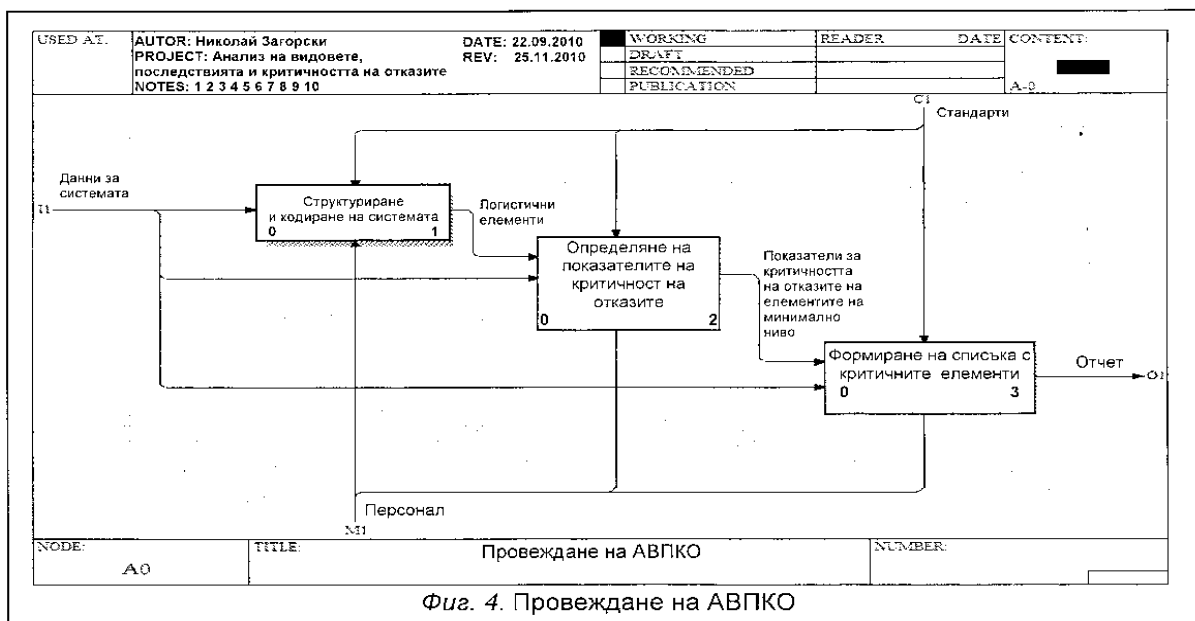 USED AT:
AUTOR: Николай Загорски
DATE: 22.09.2010
PROJECT: Анализ на видовете,
REV: 25.11.2010
последствията и критичността на отказите
NOTES: 1 2 3 4 5 6 7 8 9 10
WORKING
DRAFT
RECOMMENDED
PUBLICATION
READER DATE
CONTENT:
A-0
C1
Стандарти
Данни за
системата
I1
Структуриране
и кодиране на системата
0 1
Логистични
елементи
Определяне на
показателите на
критичност на
отказите
0 2
Показатели за
критичността
на отказите на
елементите на
минимално
ниво
Формиране на списъка с
критичните елементи
0 3
Отчет
O1
Персонал
M1
NODE:
A0
TITLE:
Провеждане на АВПКО
NUMBER:
Фиг. 4. Провеждане на АВПКО